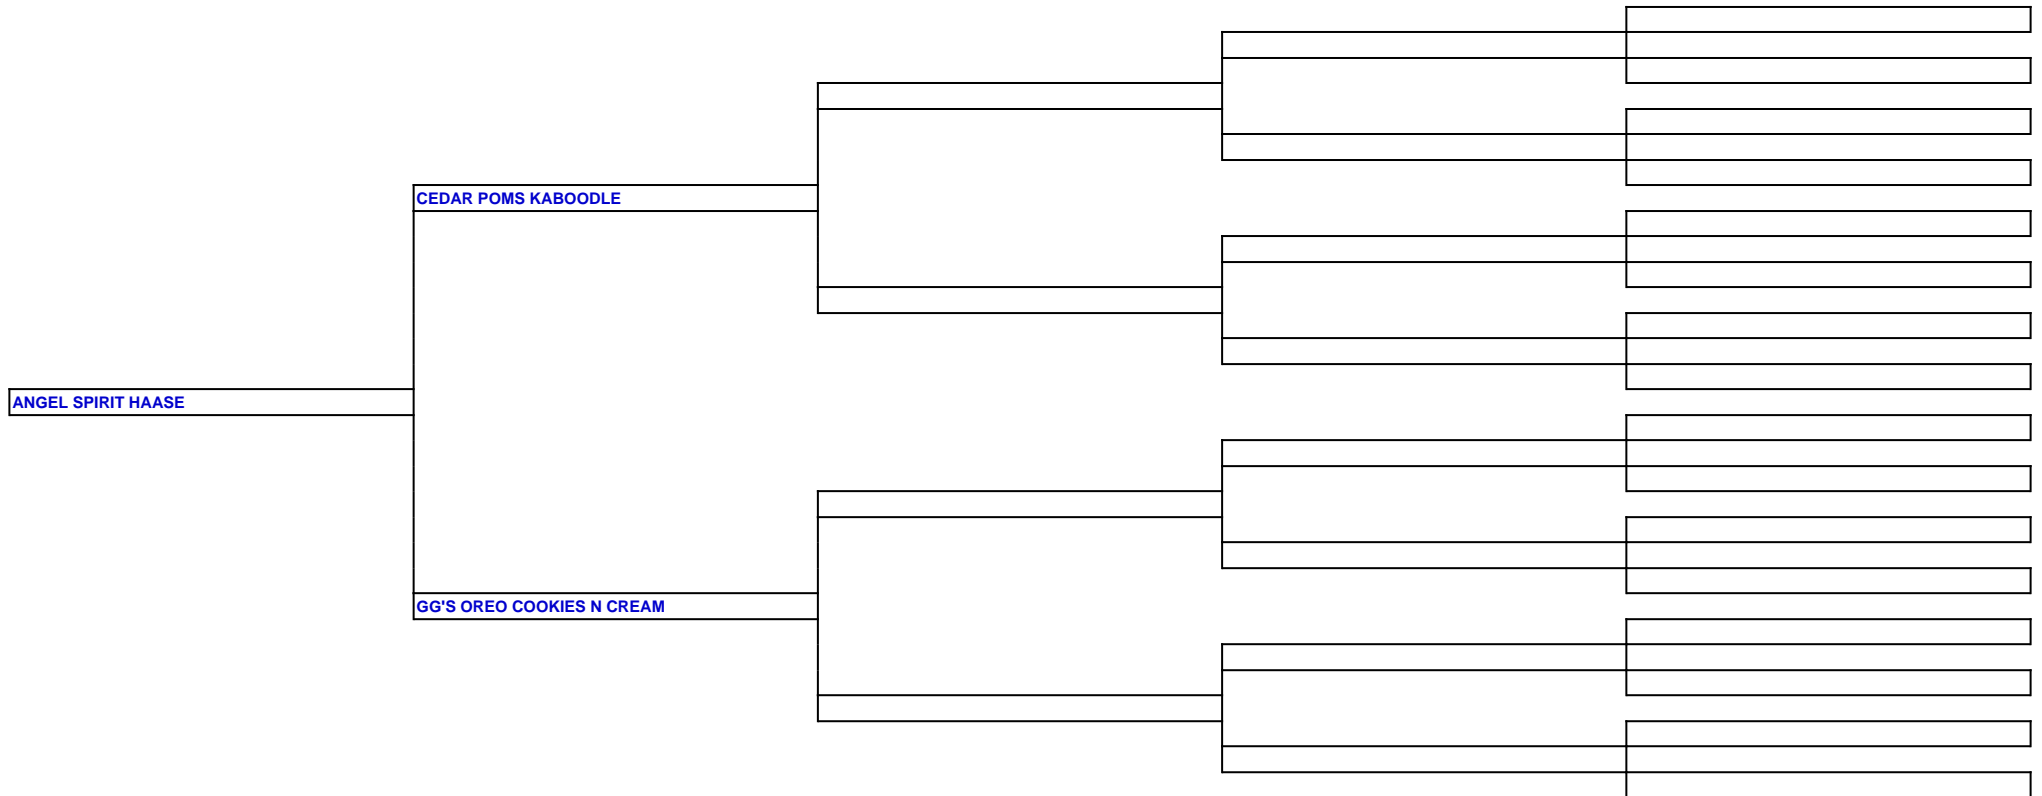 CEDAR POMS KABOODLE
ANGEL SPIRIT HAASE
GG'S OREO COOKIES N CREAM